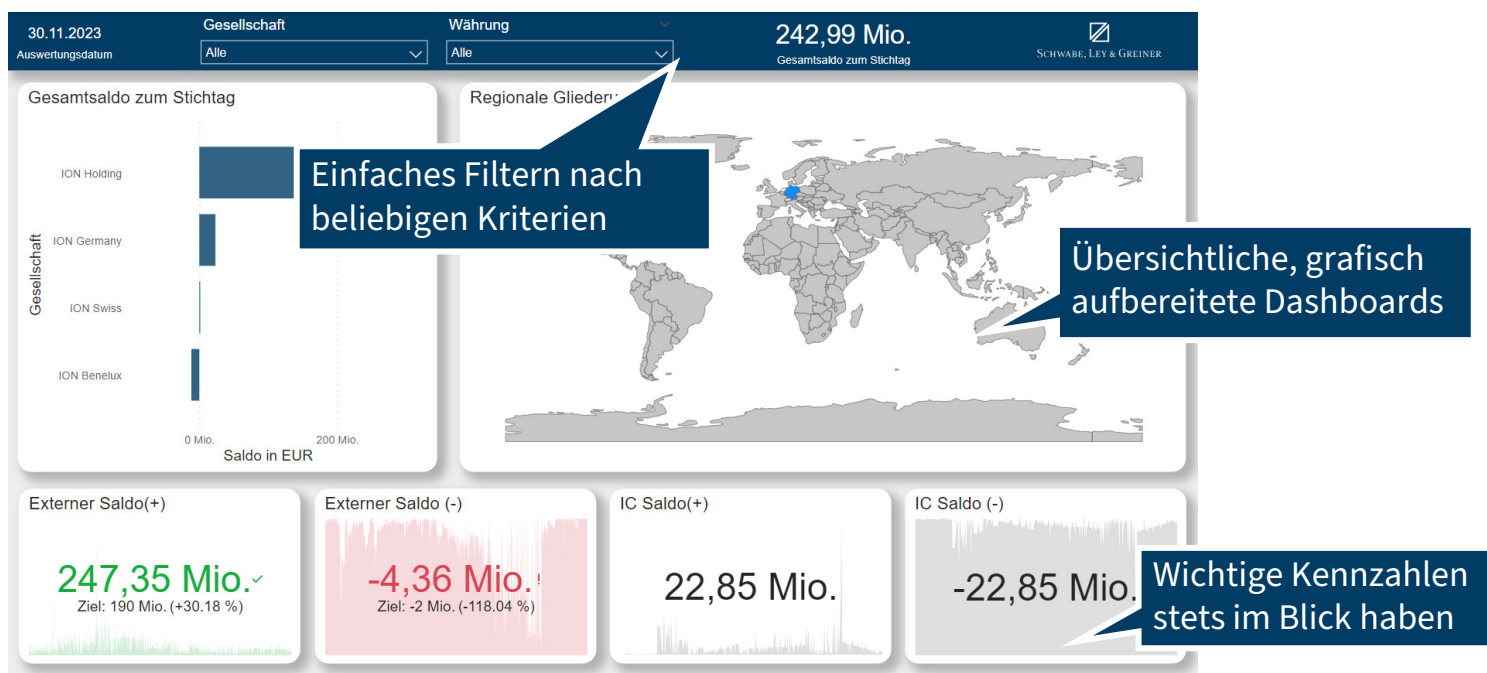 30.11.2023
Auswertungsdatum
Gesellschaft
Alle
Währung
Alle
242,99 Mio.
Gesamtsaldo zum Stichtag
SCHWABE, LEY & GREINER
Gesamtsaldo zum Stichtag
Gesellschaft
ION Holding
ION Germany
ION Swiss
ION Benelux
0 Mio.
200 Mio.
Saldo in EUR
Regionale
Einfaches Filtern nach
beliebigen Kriterien
Übersichtliche, grafisch
aufbereitete Dashboards
Externer Saldo(+)
247,35 Mio.
Ziel: 190 Mio. (+30.18 %)
Externer Saldo (-)
-4,36 Mio.!
Ziel: -2 Mio. (-118.04 %)
IC Saldo(+)
22,85 Mio.
IC Saldo (-)
-22,85 Mio.
Wichtige Kennzahlen
stets im Blick haben